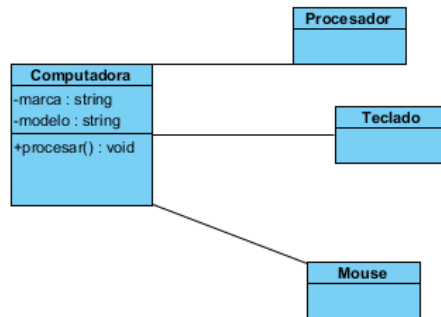 Procesador
Computadora
-marca : string
-modelo : string
+procesar() : void
Teclado
Mouse